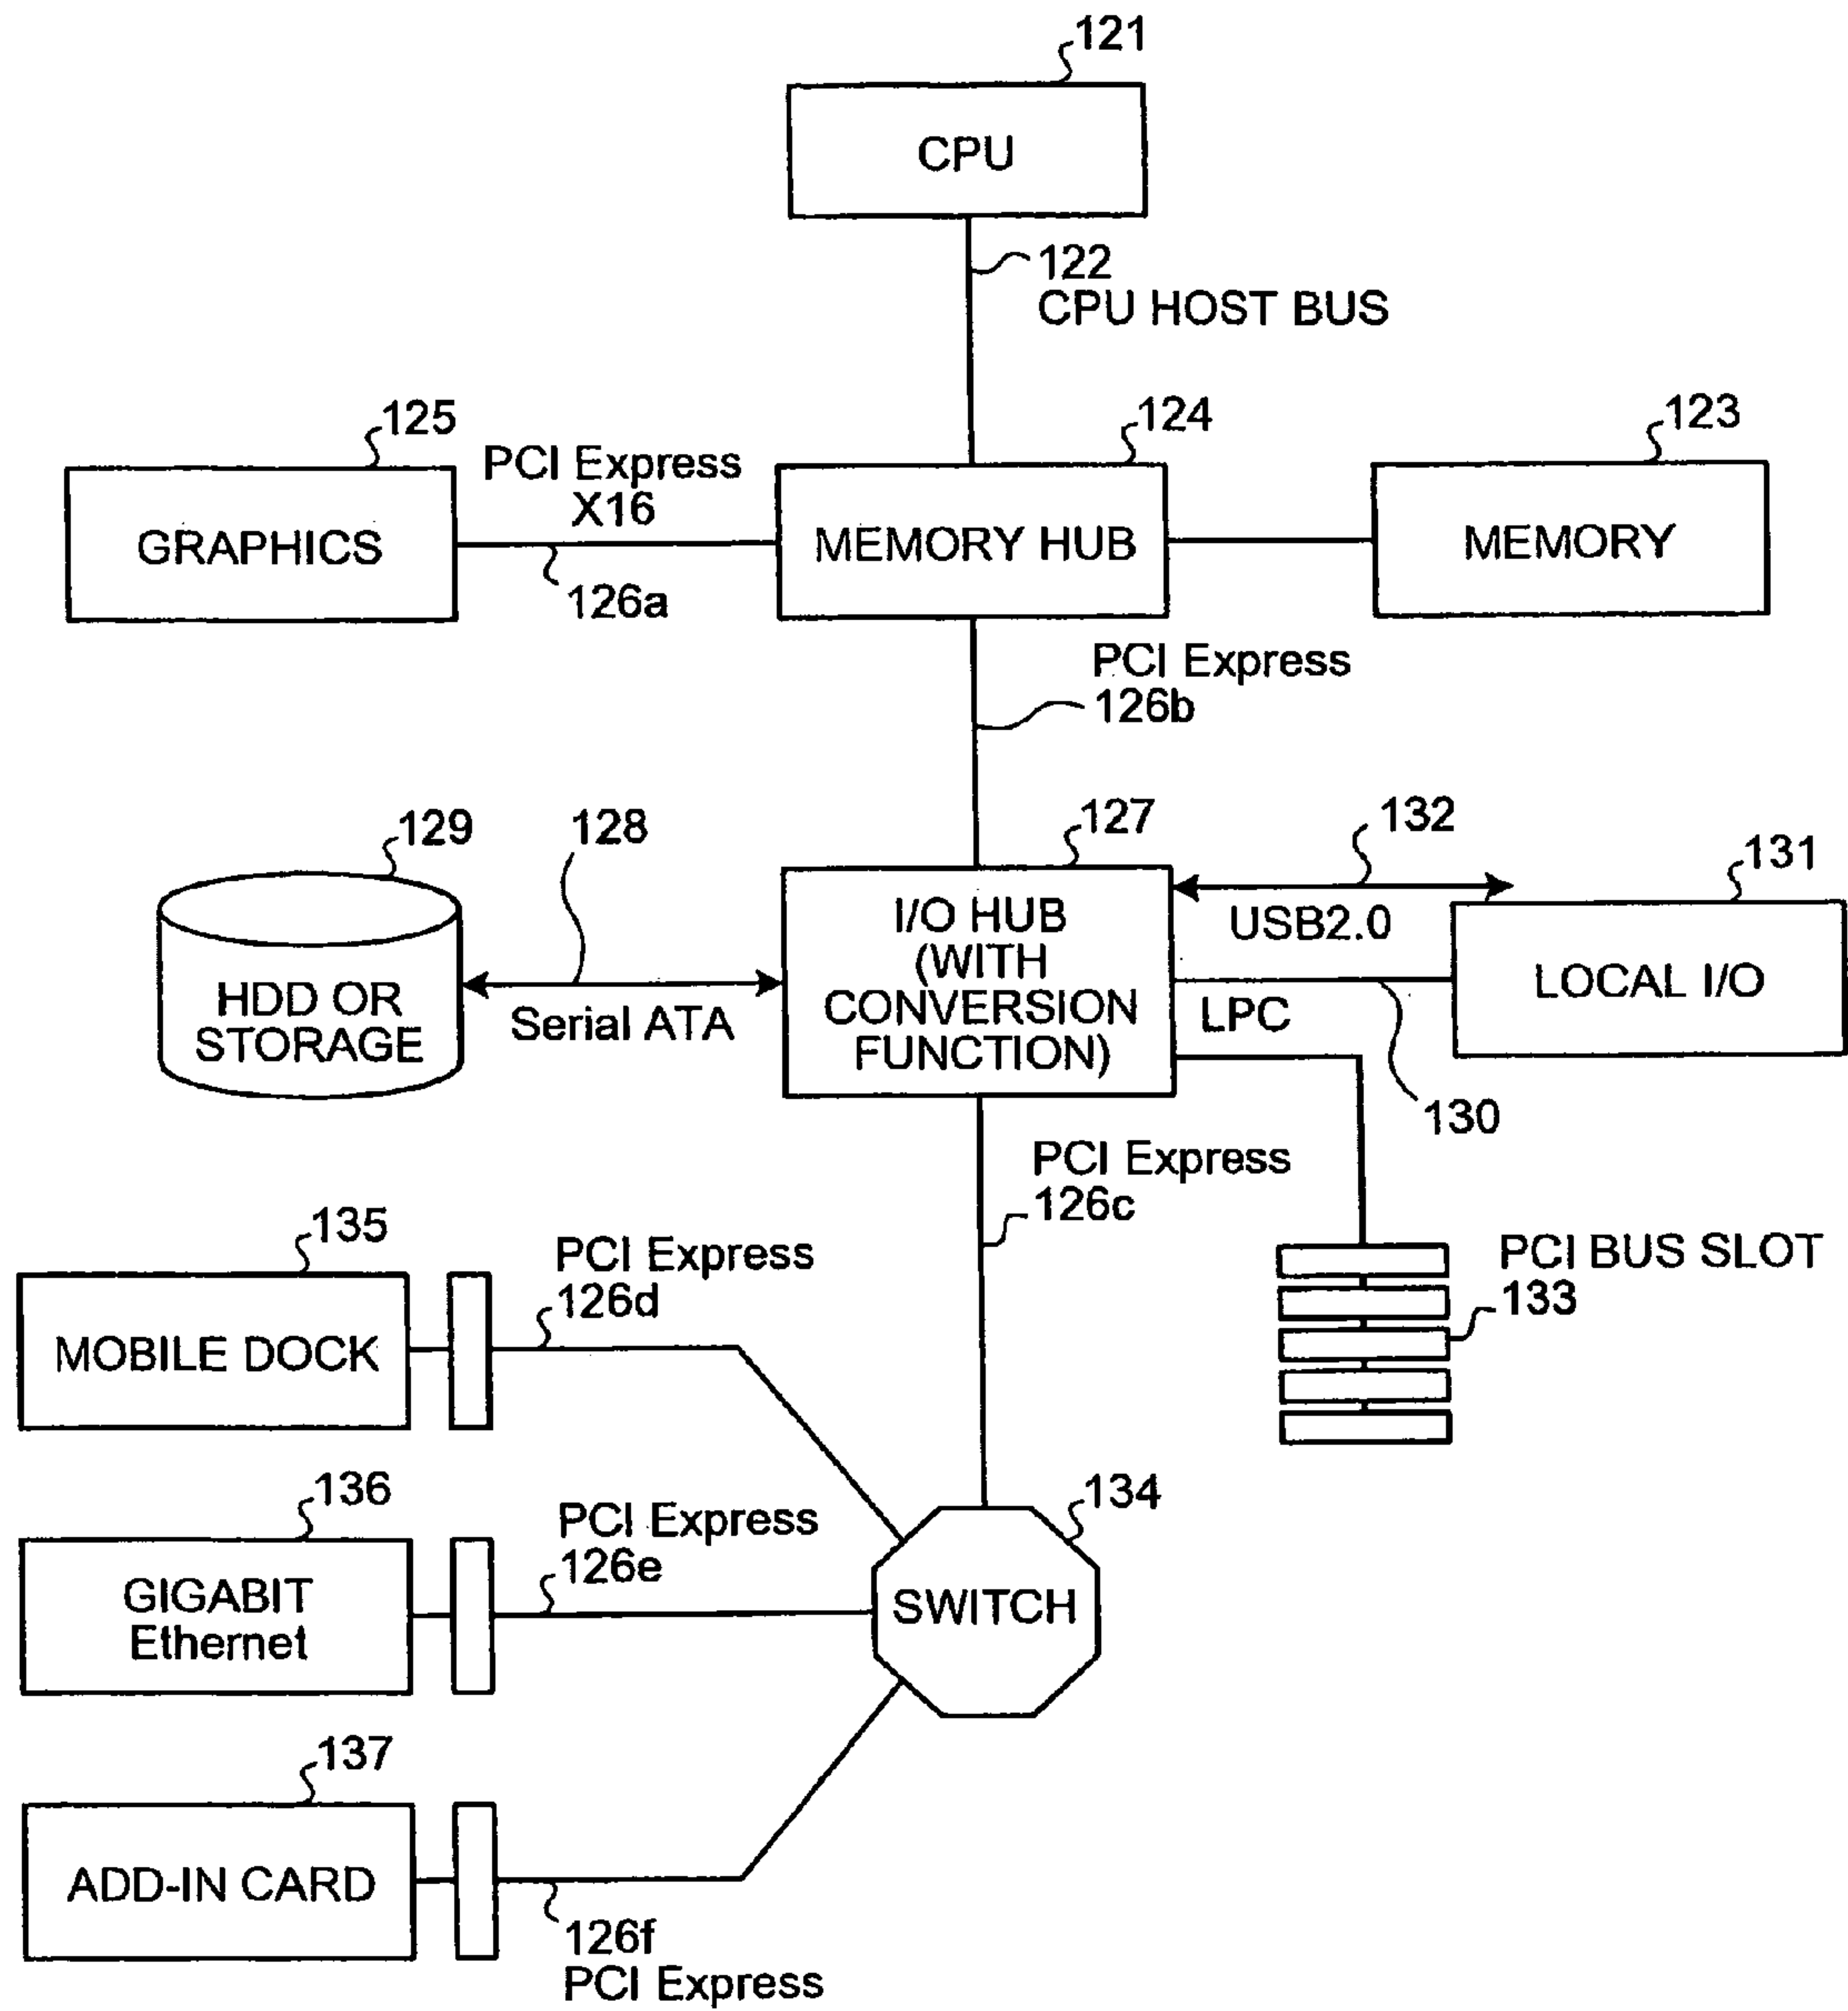 121
CPU
122
CPU HOST BUS
125
PCI Express
X16
124
123
GRAPHICS
MEMORY HUB
MEMORY
126a
PCI Express
126b
129
128
127
132
131
I/O HUB
(WITH
CONVERSION
FUNCTION)
USB2.0
HDD OR
STORAGE
Serial ATA
LPC
LOCAL I/O
130
PCI Express
126c
135
PCI Express
126d
PCI BUS SLOT
133
MOBILE DOCK
136
PCI Express
126e
134
GIGABIT
Ethernet
SWITCH
137
ADD-IN CARD
126f
PCI Express